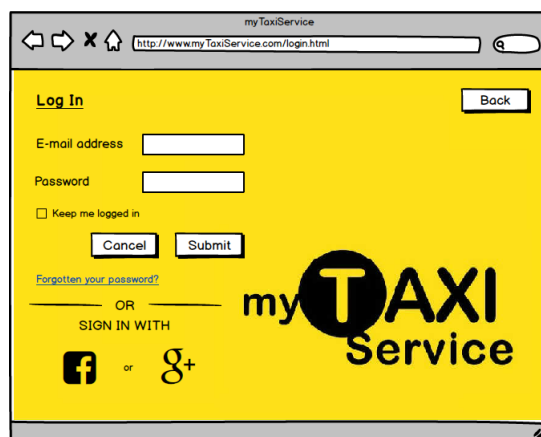 myTaxiService
http://www.myTaxiService.com/login.html
Log In
Back
E-mail address
Password
Keep me logged in
Cancel Submit
Forgotten your password?
OR
SIGN IN WITH
f or g+
my TAXI
Service